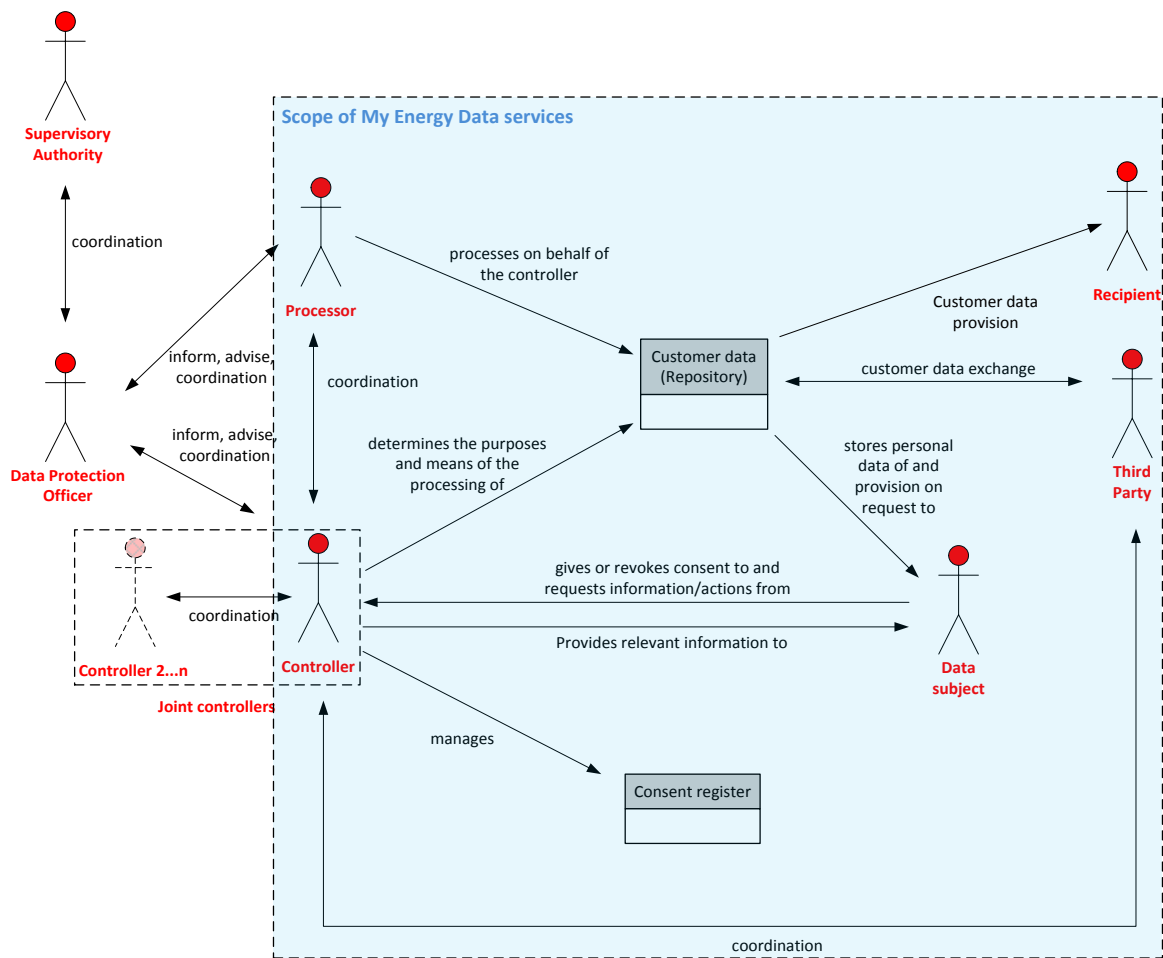 Supervisory
Authority
Scope of My Energy Data services
coordination
processes on behalf of
the controller
Processor
Recipient
Customer data
provision
inform, advise,
coordination
coordination
Customer data
(Repository)
customer data exchange
inform, advise,
coordination
determines the purposes
and means of the
processing of
stores personal
data of and
provision on
request to
Data Protection
Officer
Third
Party
gives or revokes consent to and
requests information/actions from
coordination
Provides relevant information to
Controller 2...n
Controller
Data
subject
Joint controllers
manages
Consent register
coordination